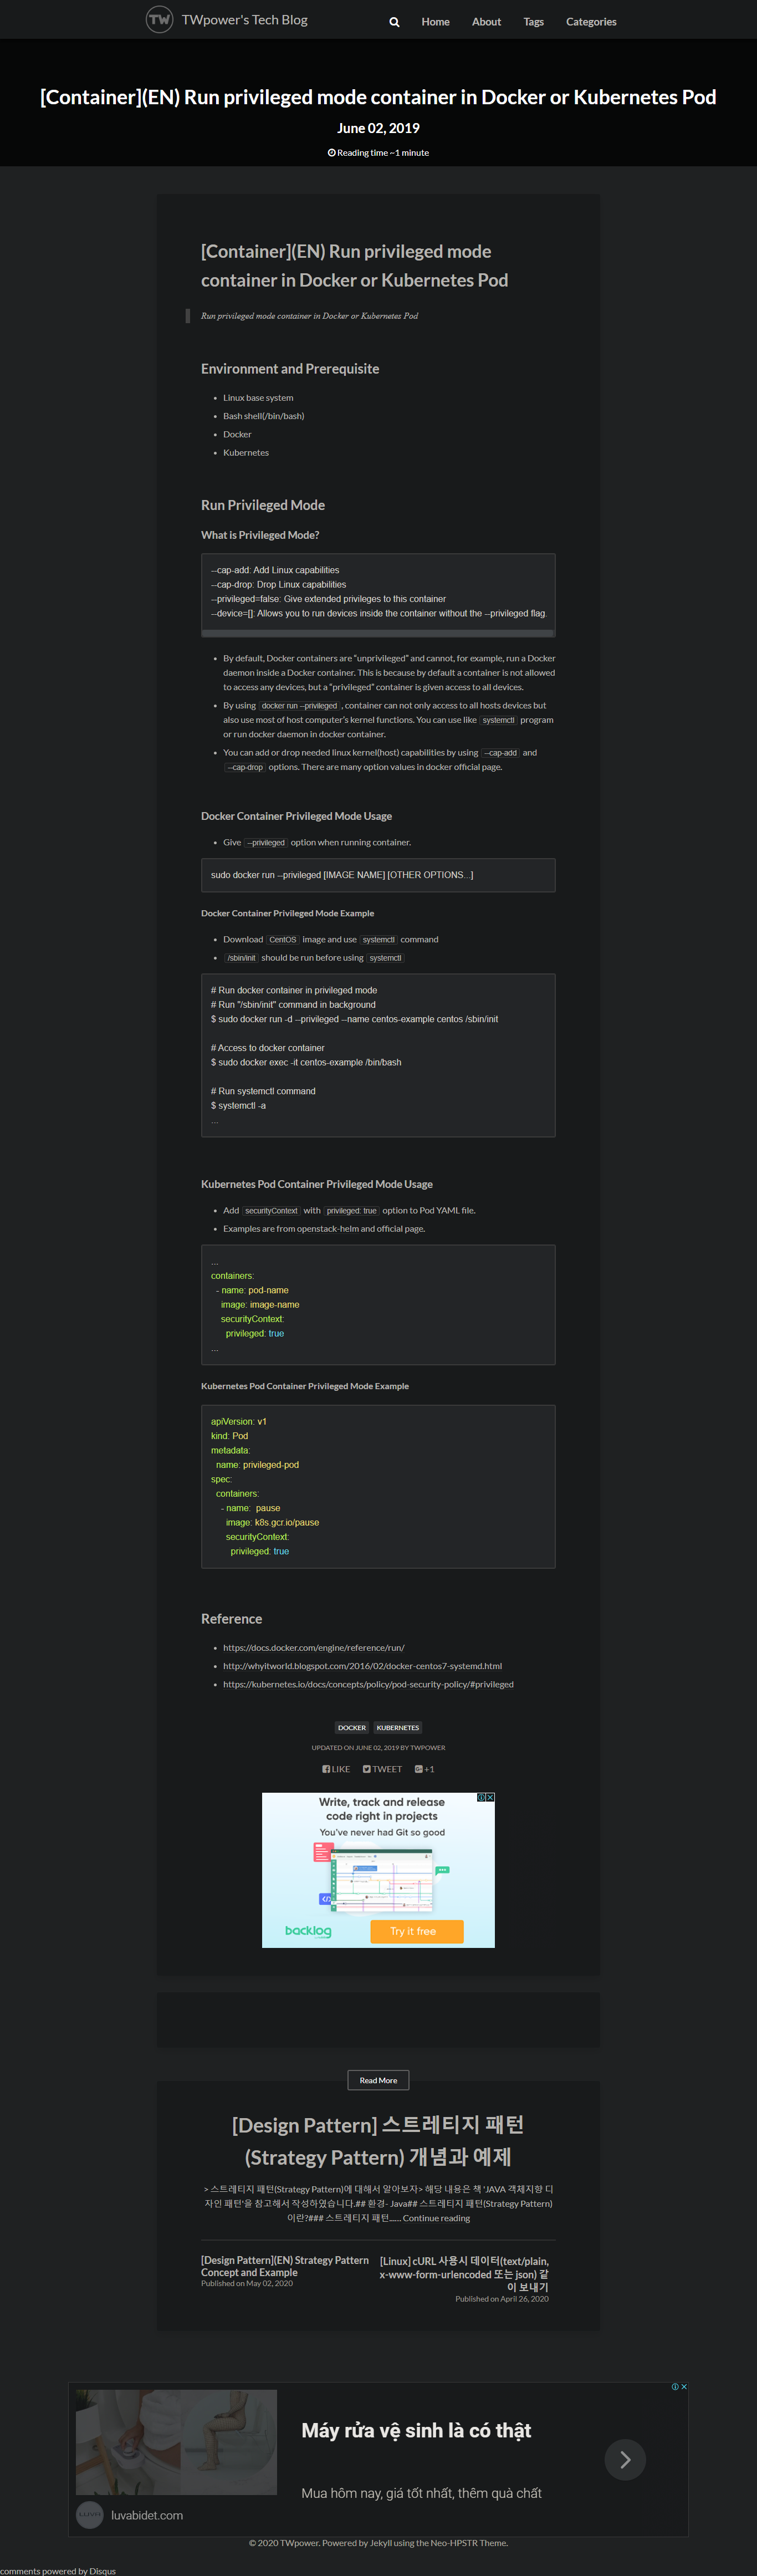 TWpower's Tech Blog
Home
About
Tags
Categories
[Container](EN) Run privileged mode container in Docker or Kubernetes Pod
June 02, 2019
Reading time ~1 minute
[Container](EN) Run privileged mode
container in Docker or Kubernetes Pod
Run privileged mode container in Docker or Kubernetes Pod
Environment and Prerequisite
• Linux base system
• Bash shell(/bin/bash)
• Docker
• Kubernetes
Run Privileged Mode
What is Privileged Mode?
--cap-add: Add Linux capabilities
--cap-drop: Drop Linux capabilities
--privileged=false: Give extended privileges to this container
--device=[]: Allows you to run devices inside the container without the --privileged flag.
• By default, Docker containers are “unprivileged” and cannot, for example, run a Docker
daemon inside a Docker container. This is because by default a container is not allowed
to access any devices, but a “privileged” container is given access to all devices.
• By using docker run --privileged , container can not only access to all hosts devices but
also use most of host computer’s kernel functions. You can use like systemctl program
or run docker daemon in docker container.
• You can add or drop needed linux kernel(host) capabilities by using --cap-add and
--cap-drop options. There are many option values in docker official page.
Docker Container Privileged Mode Usage
• Give --privileged option when running container.
sudo docker run --privileged [IMAGE NAME] [OTHER OPTIONS...]
Docker Container Privileged Mode Example
• Download CentOS image and use systemctl command
• /sbin/init should be run before using systemctl
# Run docker container in privileged mode
# Run "/sbin/init" command in background
$ sudo docker run -d --privileged --name centos-example centos /sbin/init
# Access to docker container
$ sudo docker exec -it centos-example /bin/bash
# Run systemctl command
$ systemctl -a
...
Kubernetes Pod Container Privileged Mode Usage
• Add securityContext with privileged: true option to Pod YAML file.
• Examples are from openstack-helm and official page.
...
containers:
- name: pod-name
image: image-name
securityContext:
privileged: true
...
Kubernetes Pod Container Privileged Mode Example
apiVersion: v1
kind: Pod
metadata:
name: privileged-pod
spec:
containers:
- name: pause
image: k8s.gcr.io/pause
securityContext:
privileged: true
Reference
• https://docs.docker.com/engine/reference/run/
• http://whyitworld.blogspot.com/2016/02/docker-centos7-systemd.html
• https://kubernetes.io/docs/concepts/policy/pod-security-policy/#privileged
DOCKER KUBERNETES
UPDATED ON JUNE 02, 2019 BY TWPOWER
LIKE TWEET +1
Write, track and release
code right in projects
You've never had Git so good
backlog
Try it free
Read More
[Design Pattern] 스트레티지 패턴
(Strategy Pattern) 개념과 예제
> 스트레티지 패턴(Strategy Pattern)에 대해서 알아보자> 해당 내용은 책 'JAVA 객체지향 디
자인 패턴'을 참고해서 작성하였습니다.## 환경- Java## 스트레티지 패턴(Strategy Pattern)
이란?### 스트레티지 패턴...… Continue reading
[Design Pattern](EN) Strategy Pattern
Concept and Example
Published on May 02, 2020
[Linux] cURL 사용시 데이터(text/plain,
x-www-form-urlencoded 또는 json) 같
이 보내기
Published on April 26, 2020
Máy rửa vệ sinh là có thật
Mua hôm nay, giá tốt nhất, thêm quà chất
LUVN
luvabidet.com
© 2020 TWpower. Powered by Jekyll using the Neo-HPSTR Theme.
comments powered by Disqus